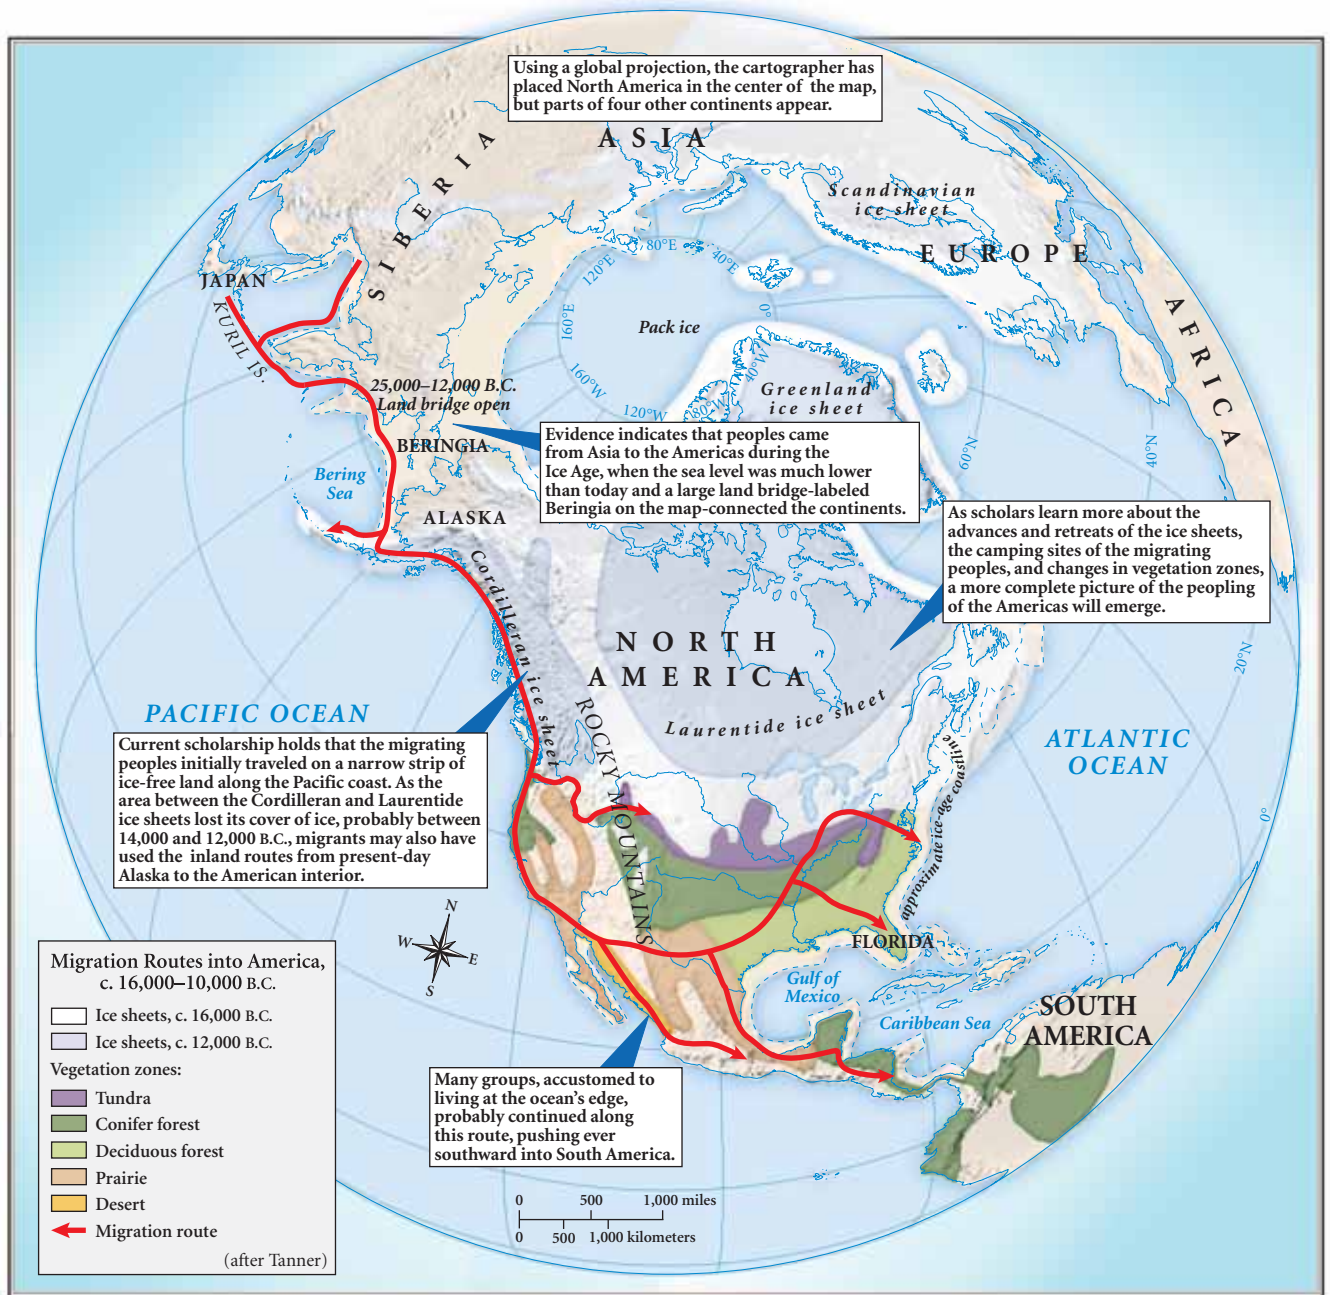 Using a global projection, the cartographer has
placed North America in the center of the map,
but parts of four other continents appear.
ASIA
SIBERIA
Scandinavian
ice sheet
EUROPE
AFRICA
JAPAN
KURIL IS.
80°E
40°E
120°E
0°
160°E
Pack ice
40°W
160°W
80°W
120°W
Greenland
ice sheet
25,000–12,000 B.C.
Land bridge open
BERINGIA
Evidence indicates that peoples came
from Asia to the Americas during the
Ice Age, when the sea level was much lower
than today and a large land bridge-labeled
Beringia on the map-connected the continents.
60°N
40°N
Bering
Sea
ALASKA
As scholars learn more about the
advances and retreats of the ice sheets,
the camping sites of the migrating
peoples, and changes in vegetation zones,
a more complete picture of the peopling
of the Americas will emerge.
Cordilleran ice sheet
NORTH
AMERICA
20°N
Laurentide ice sheet
ROCKY MOUNTAINS
PACIFIC OCEAN
Current scholarship holds that the migrating
peoples initially traveled on a narrow strip of
ice-free land along the Pacific coast. As the
area between the Cordilleran and Laurentide
ice sheets lost its cover of ice, probably between
14,000 and 12,000 B.C., migrants may also have
used the inland routes from present-day
Alaska to the American interior.
ATLANTIC
OCEAN
approximate ice-age coastline
0°
N
W
E
S
FLORIDA
Gulf of
Mexico
Caribbean Sea
SOUTH
AMERICA
Migration Routes into America,
c. 16,000–10,000 B.C.
Ice sheets, c. 16,000 B.C.
Ice sheets, c. 12,000 B.C.
Vegetation zones:
Tundra
Conifer forest
Deciduous forest
Prairie
Desert
Migration route
(after Tanner)
Many groups, accustomed to
living at the ocean's edge,
probably continued along
this route, pushing ever
southward into South America.
0 500 1,000 miles
0 500 1,000 kilometers